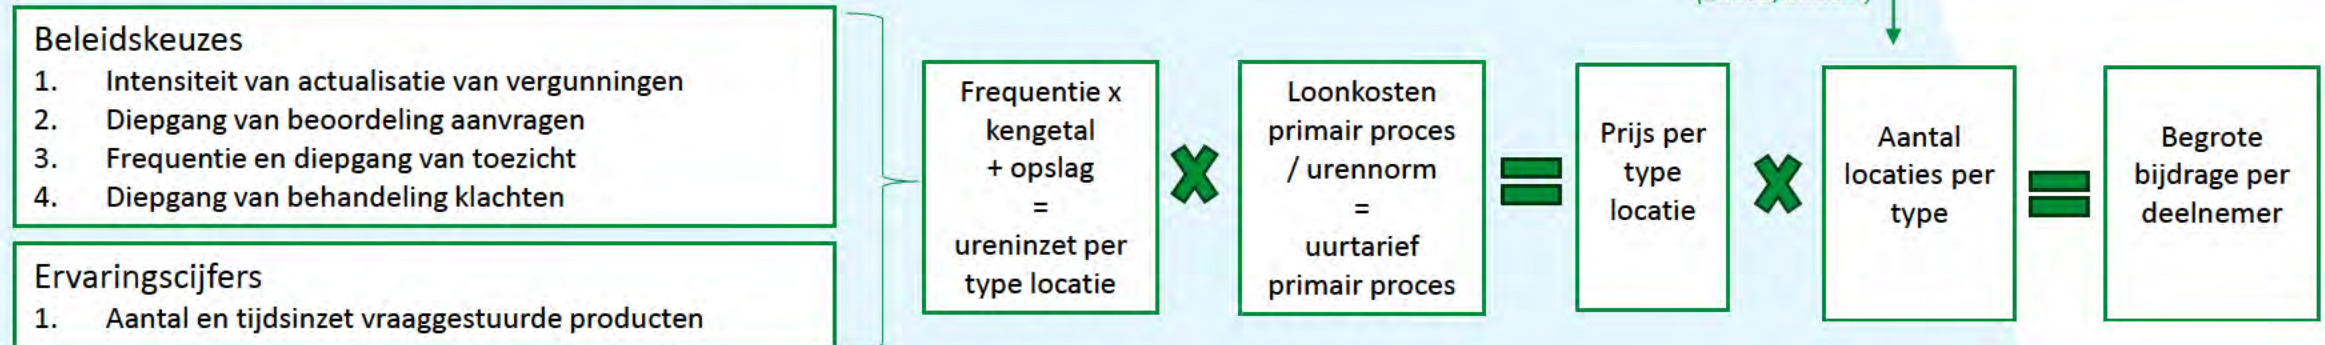 Beleidskeuzes
1. Intensiteit van actualisatie van vergunningen
2. Diepgang van beoordeling aanvragen
3. Frequentie en diepgang van toezicht
4. Diepgang van behandeling klachten
Ervaringscijfers
1. Aantal en tijdsinzet vraaggestuurde producten
Frequentie x
kengetal
+ opslag
=
ureninzet per
type locatie
Loonkosten
primair proces
/ urennorm
=
uurtarief
primair proces
Prijs per
type
locatie
Aantal
locaties per
type
Begrote
bijdrage per
deelnemer